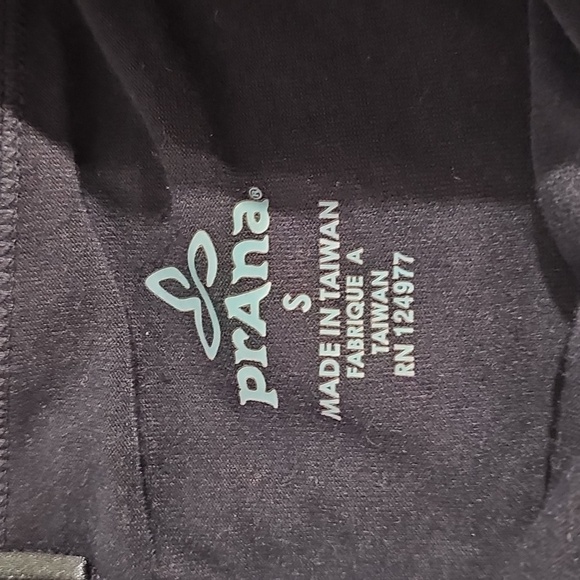 prAna®
S
MADE IN TAIWAN
FABRIQUE A
TAIWAN
RN 124977